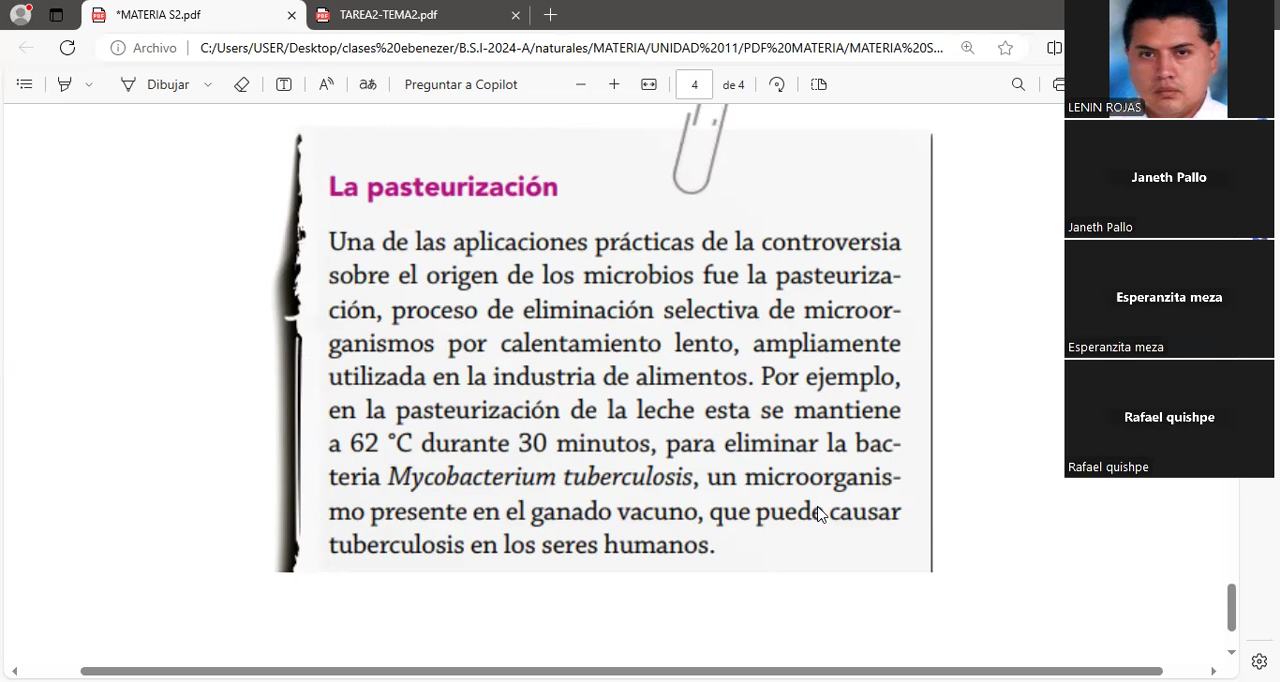 *MATERIA S2.pdf
TAREA2-TEMA2.pdf
Archivo
C:/Users/USER/Desktop/clases%20ebenezer/B.S.I-2024-A/naturales/MATERIA/UNIDAD%2011/PDF%20MATERIA/MATERIA%20S...
Dibujar
Preguntar a Copilot
4
de 4
La pasteurización
Una de las aplicaciones prácticas de la controversia
sobre el origen de los microbios fue la pasteuriza-
ción, proceso de eliminación selectiva de microor-
ganismos por calentamiento lento, ampliamente
utilizada en la industria de alimentos. Por ejemplo,
en la pasteurización de la leche esta se mantiene
a 62 °C durante 30 minutos, para eliminar la bac-
teria Mycobacterium tuberculosis, un microorganis-
mo presente en el ganado vacuno, que puede causar
tuberculosis en los seres humanos.
LENIN ROJAS
Janeth Pallo
Janeth Pallo
Esperanzita meza
Esperanzita meza
Rafael quishpe
Rafael quishpe